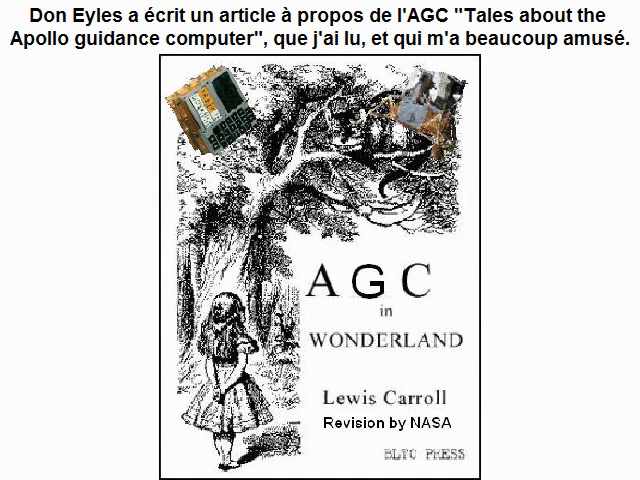 Don Eyles a écrit un article à propos de l'AGC "Tales about the
Apollo guidance computer", que j'ai lu, et qui m'a beaucoup amusé.
AGC
in
WONDERLAND
Lewis Carroll
Revision by NASA
BLTC PRESS